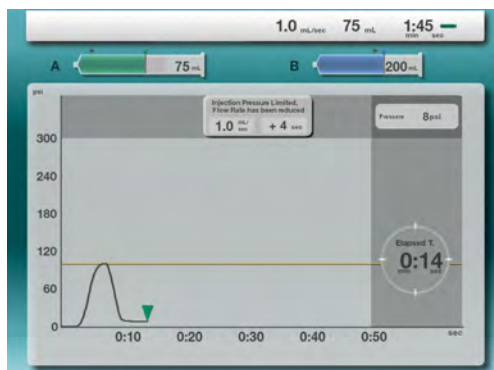 1.0 mL/sec 75 mL 1:45 min sec
A 75 mL B 200 mL
psi
Injection Pressure Limited,
Flow Rate has been reduced
1.0 mL/sec + 4 sec
Pressure 8psi
300
240
180
120
60
0
Elapsed T.
0:14
min sec
0:10 0:20 0:30 0:40 0:50 sec